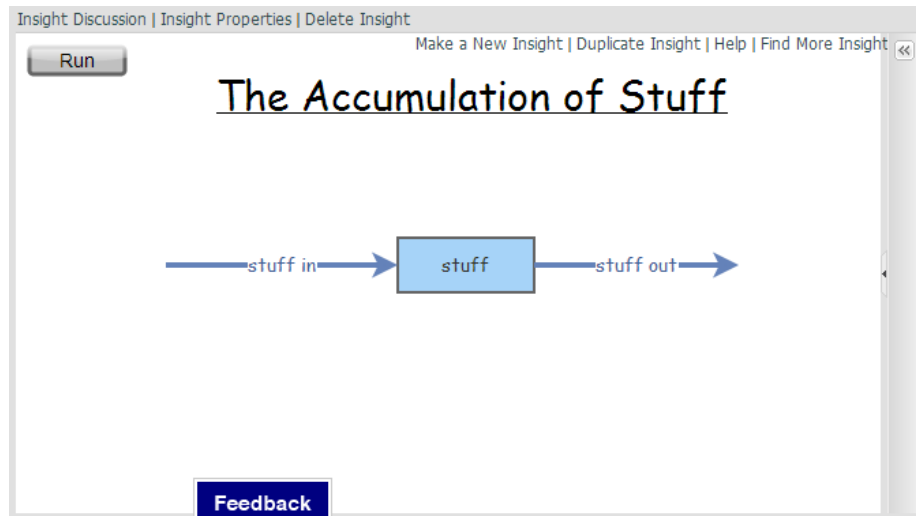 Insight Discussion | Insight Properties | Delete Insight
Run
Make a New Insight | Duplicate Insight | Help | Find More Insight
The Accumulation of Stuff
stuff in stuff stuff out
Feedback